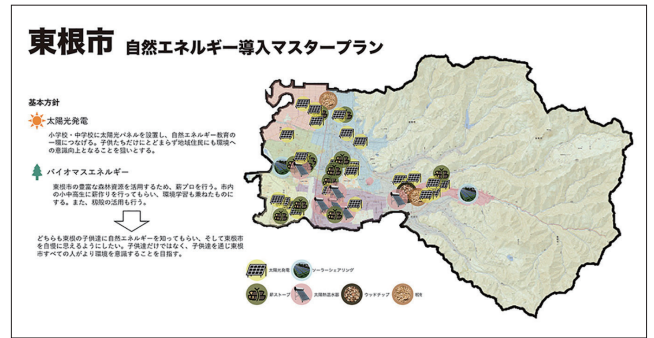 東根市 自然エネルギー導入マスタープラン
基本方針
太陽光発電
小学校・中学校に太陽光パネルを設置し、自然エネルギー教育の
一環につなげる。子供たちだけにとどまらず地域住民にも環境へ
の意識向上となることを狙いとする。
バイオマスエネルギー
東根市の豊富な森林資源を活用するため、薪プロを行う。市内
の小中高生に薪作りを行ってもらい、環境学習も兼ねたものに
する。また、籾殻の活用も行う。
どちらも東根の子供達に自然エネルギーを知ってもらい、そして東根市
を自慢に思えるようにしたい。子供達だけではなく、子供達を通じ東根
市すべての人がより環境を意識することを目指す。
太陽光発電 ソーラーシェアリング
薪ストーブ 太陽熱温水器 ウッドチップ 籾殻